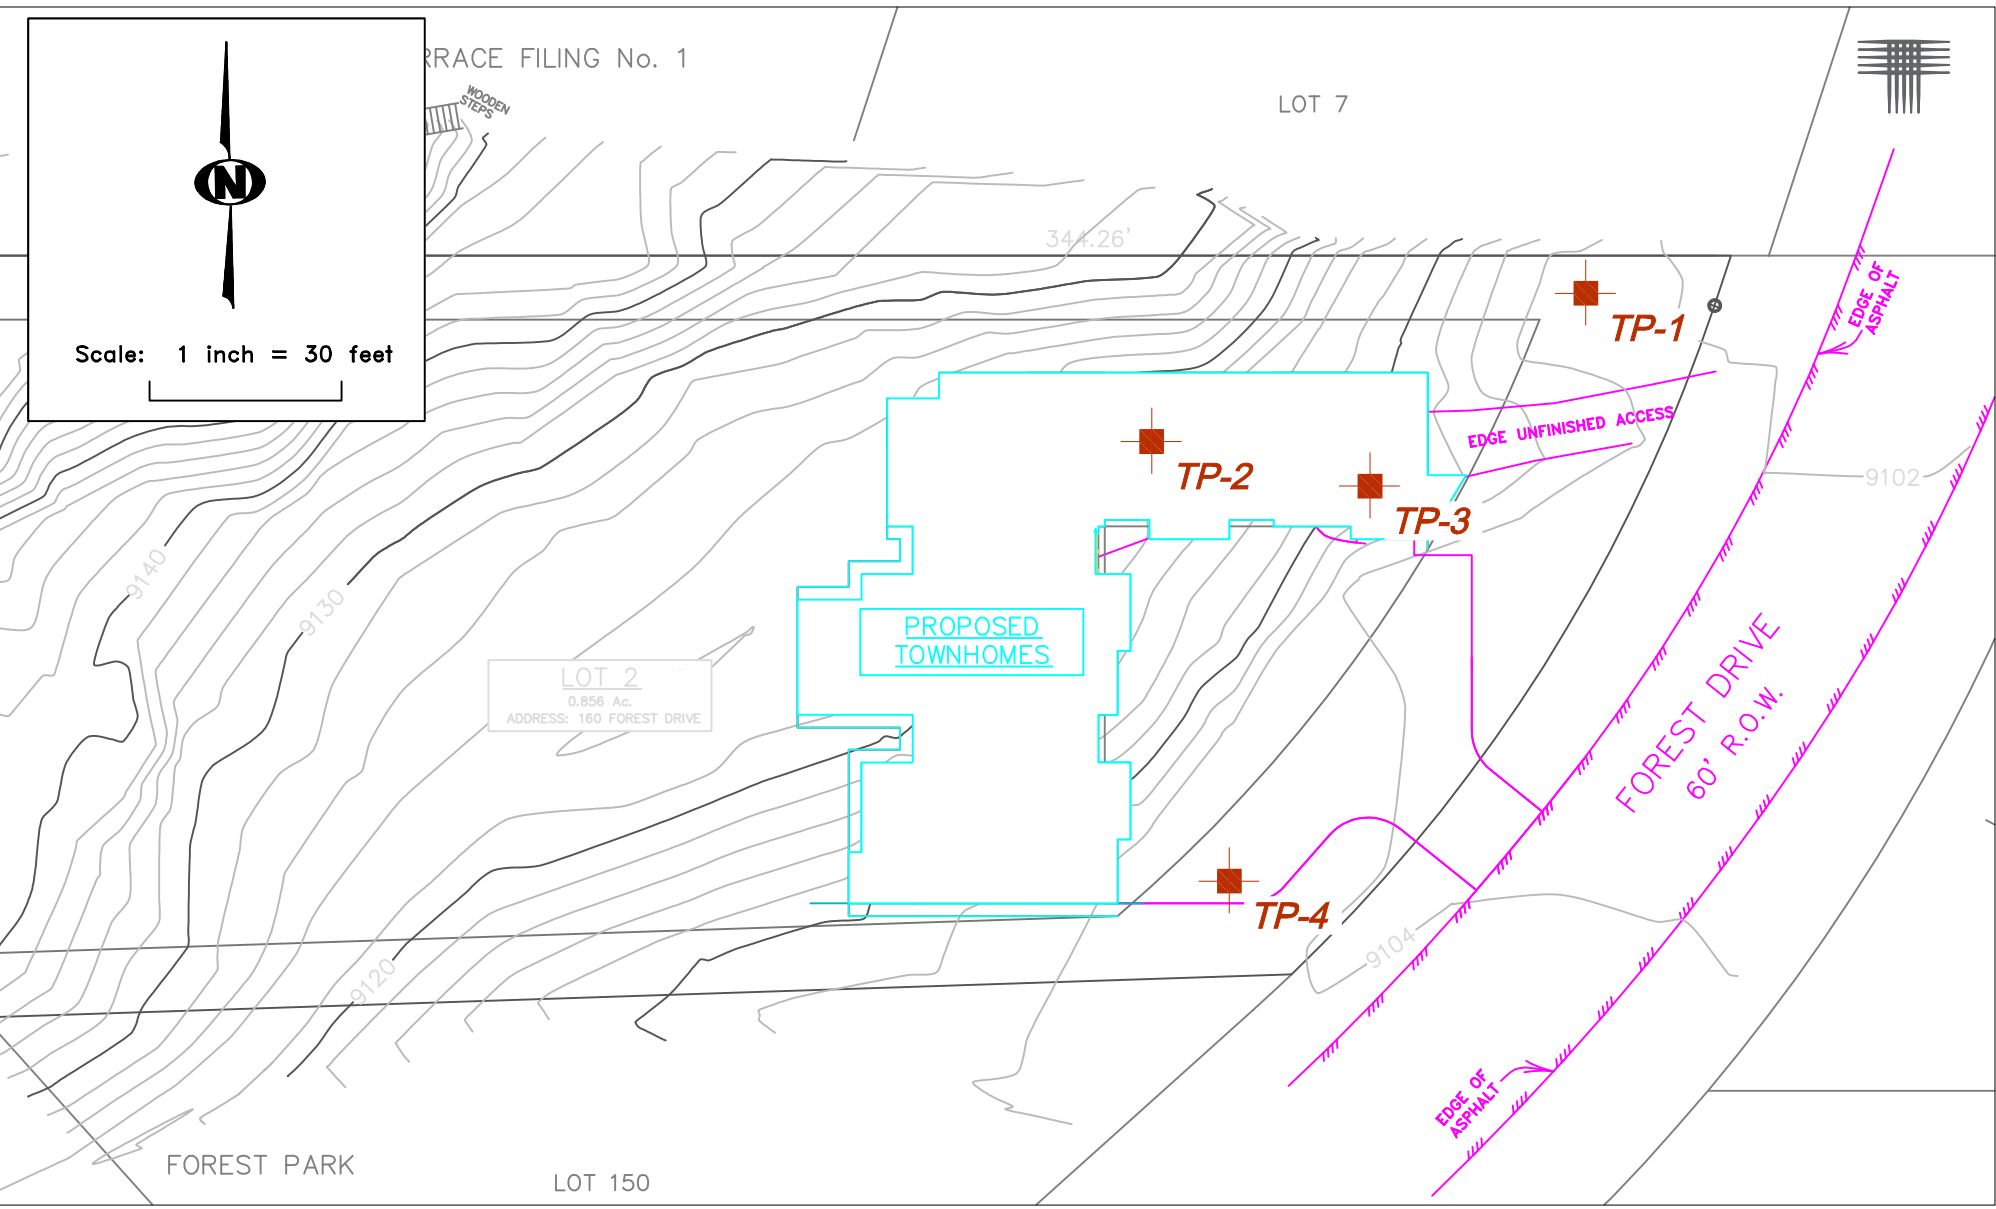 RRACE FILING No. 1
WOODEN
STEPS
LOT 7
N
344.26'
TP-1
EDGE OF
ASPHALT
Scale: 1 inch = 30 feet
EDGE UNFINISHED ACCESS
TP-2
TP-3
9102
9140
9130
PROPOSED
TOWNHOMES
LOT 2
0.856 Ac.
ADDRESS: 160 FOREST DRIVE
FOREST DRIVE
60' R.O.W.
TP-4
9104
9120
EDGE OF
ASPHALT
FOREST PARK
LOT 150